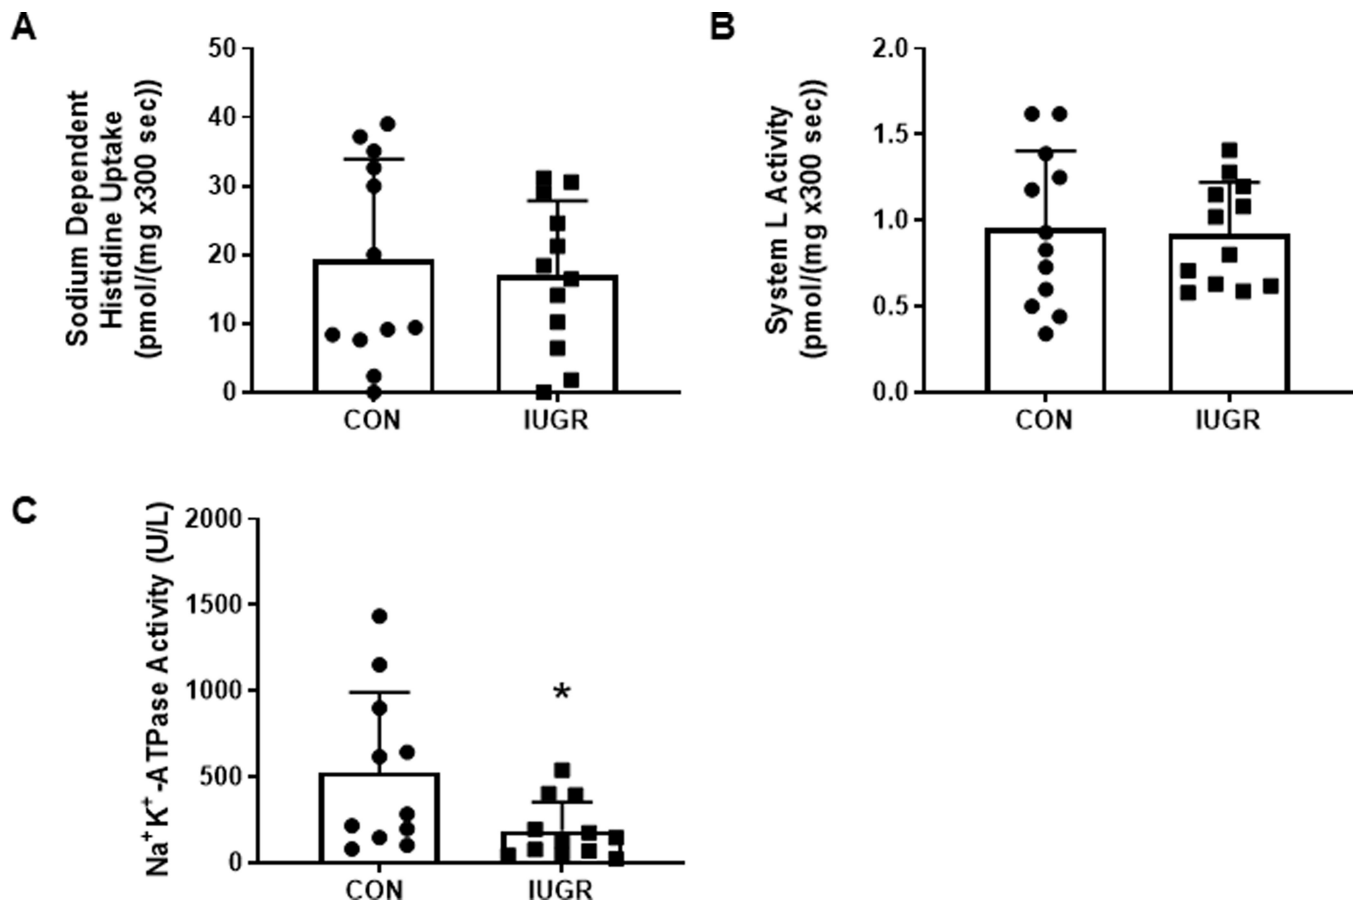 A
Sodium Dependent
Histidine Uptake
(pmol/(mg x300 sec))
50
40
30
20
10
0
CON IUGR
B
System L Activity
(pmol/(mg x300 sec))
2.0
1.5
1.0
0.5
0.0
CON IUGR
C
Na⁺K⁺-ATPase Activity (U/L)
2000
1500
1000
500
0
*
CON IUGR